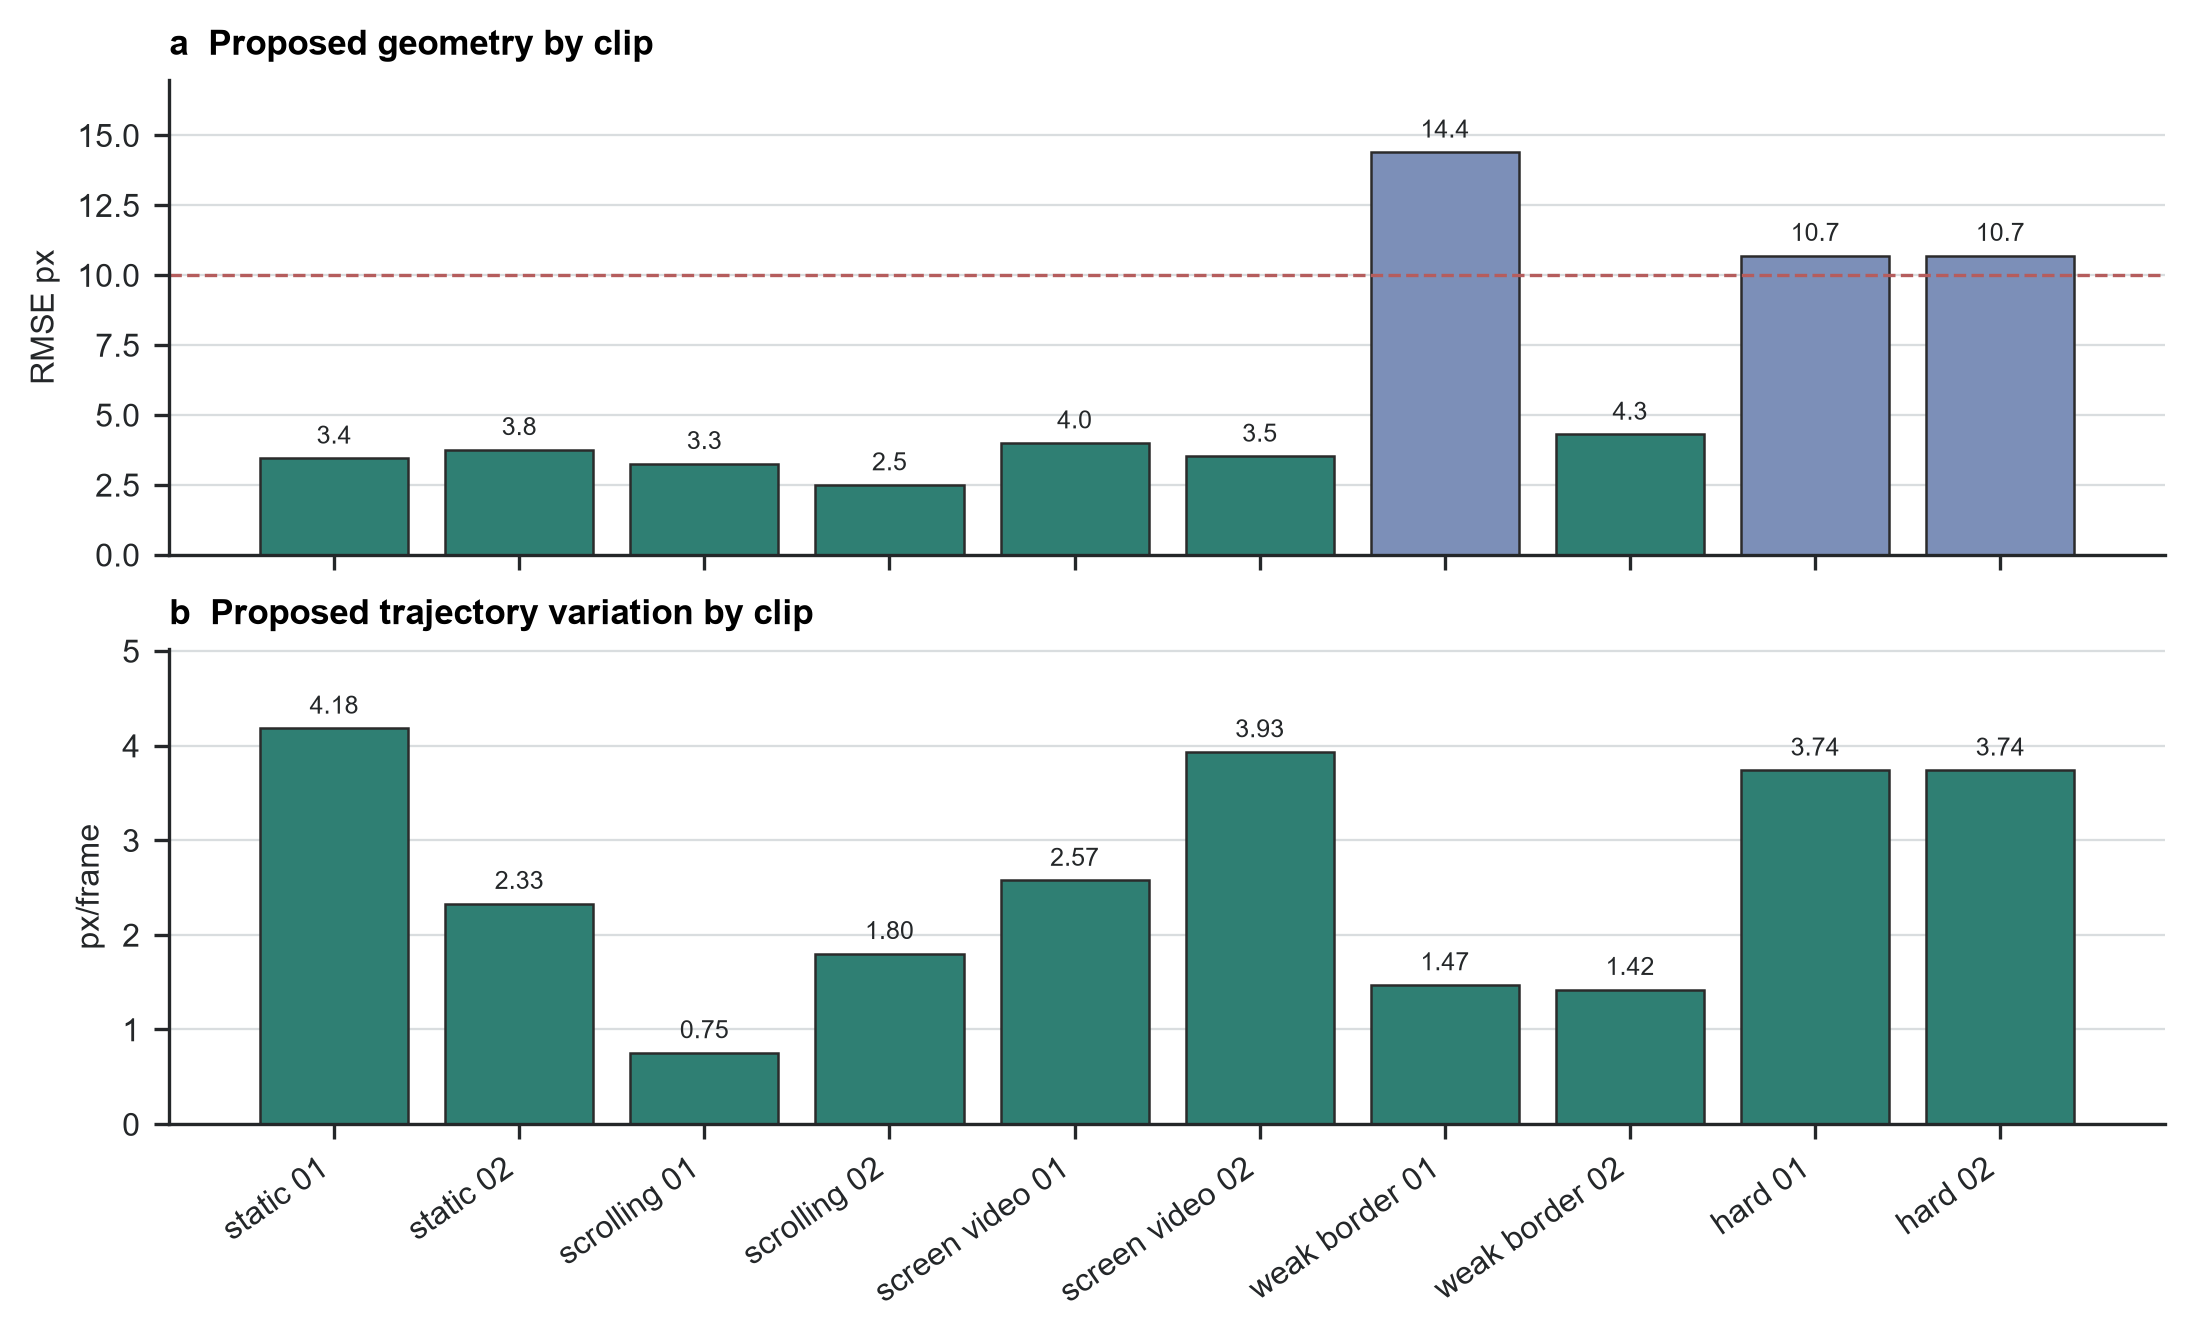 a Proposed geometry by clip
RMSE px
15.0
12.5
10.0
7.5
5.0
2.5
0.0
3.4
3.8
3.3
2.5
4.0
3.5
14.4
4.3
10.7
10.7
b Proposed trajectory variation by clip
px/frame
5
4
3
2
1
0
4.18
2.33
0.75
1.80
2.57
3.93
1.47
1.42
3.74
3.74
static 01
static 02
scrolling 01
scrolling 02
screen video 01
screen video 02
weak border 01
weak border 02
hard 01
hard 02